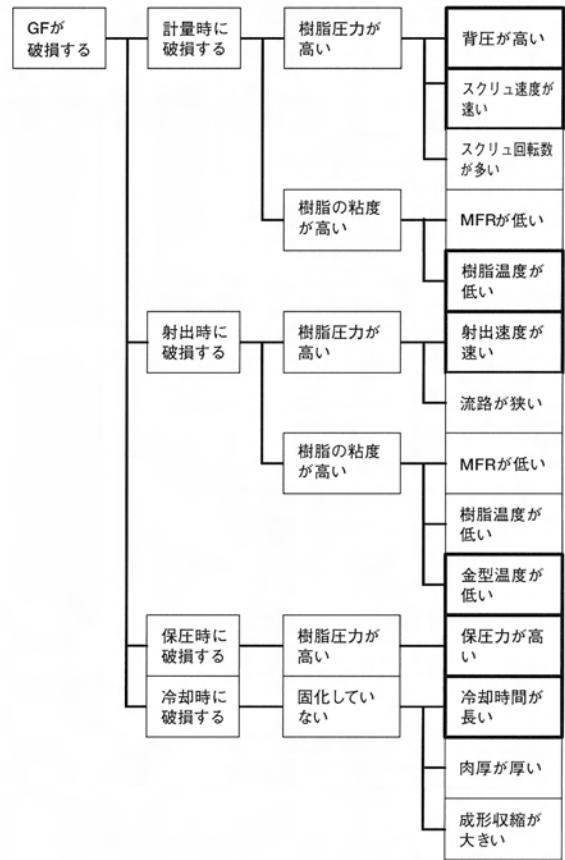 GFが
破損する
計量時に
破損する
樹脂圧力が
高い
背圧が高い
スクリュ速度が
速い
スクリュ回転数
が多い
樹脂の粘度
が高い
MFRが低い
樹脂温度が
低い
射出時に
破損する
樹脂圧力が
高い
射出速度が
速い
流路が狭い
樹脂の粘度
が高い
MFRが低い
樹脂温度が
低い
金型温度が
低い
保圧時に
破損する
樹脂圧力が
高い
保圧力が高
い
冷却時に
破損する
固化してい
ない
冷却時間が
長い
肉厚が厚い
成形収縮が
大きい